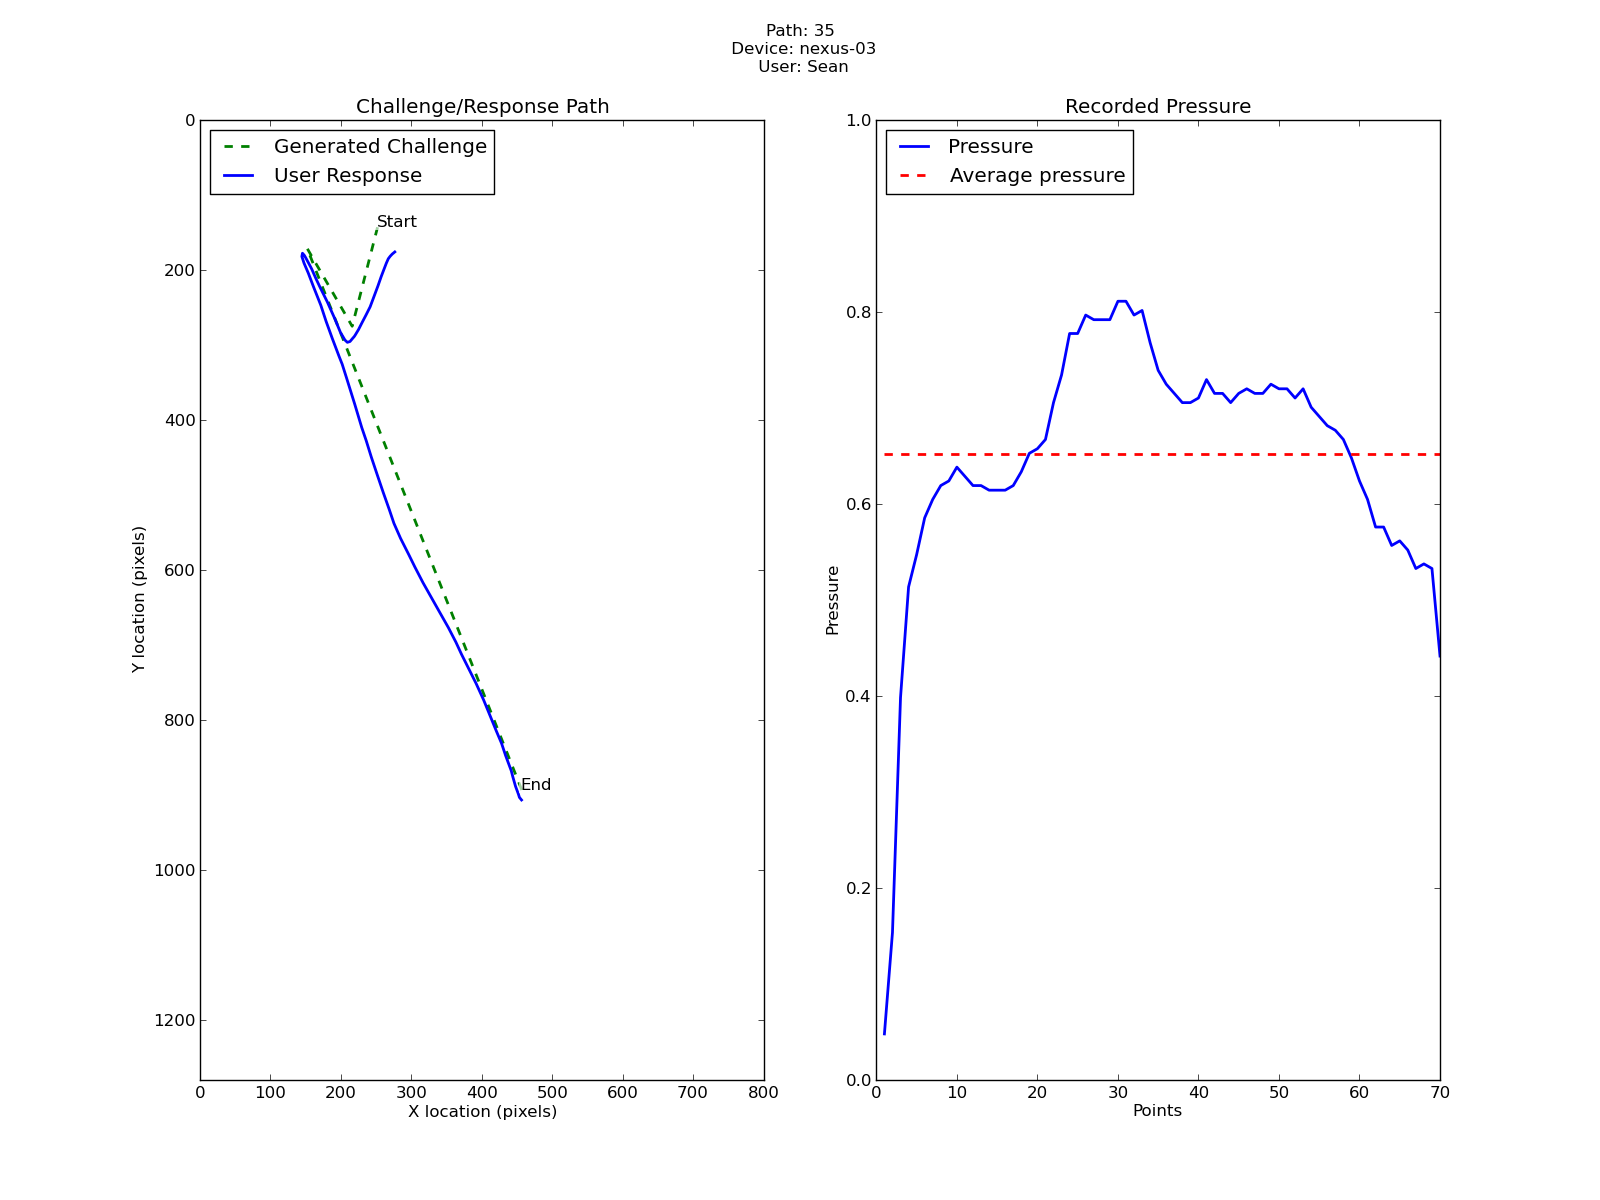 Path: 35
Device: nexus-03
User: Sean
Challenge/Response Path
Generated Challenge
User Response
Start
End
0
200
400
600
800
1000
1200
Y location (pixels)
0 100 200 300 400 500 600 700 800
X location (pixels)
Recorded Pressure
Pressure
Average pressure
1.0
0.8
0.6
0.4
0.2
0.0
Pressure
0 10 20 30 40 50 60 70
Points